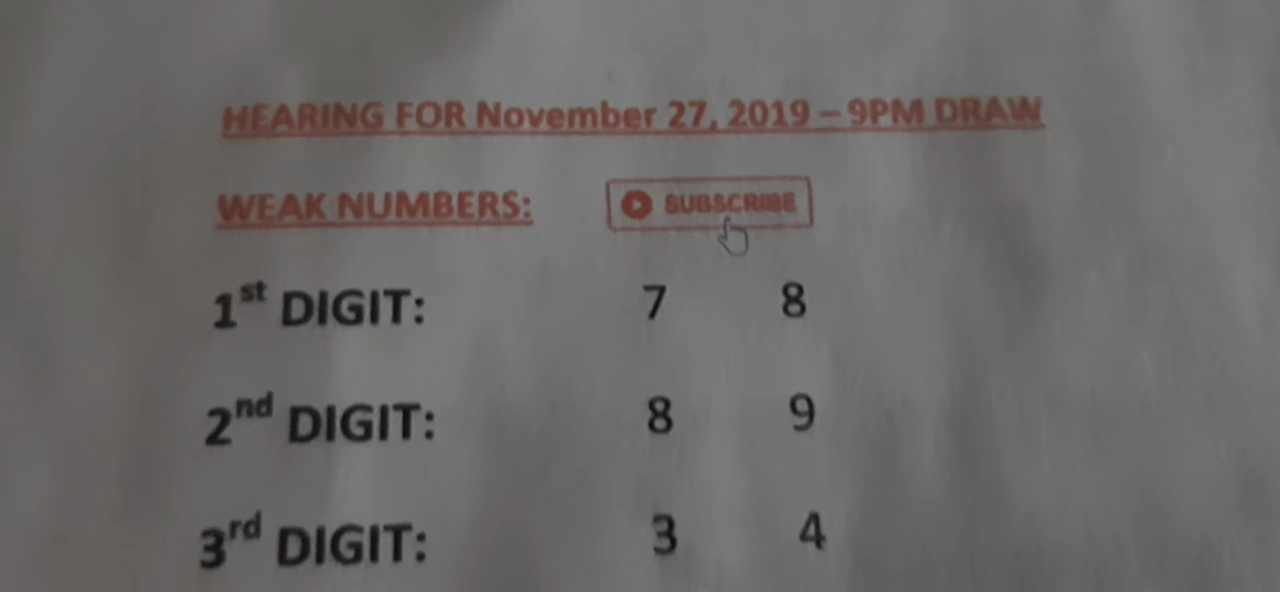 HEARING FOR November 27, 2019 – 9PM DRAW
WEAK NUMBERS: SUBSCRIBE
1st DIGIT: 7 8
2nd DIGIT: 8 9
3rd DIGIT: 3 4